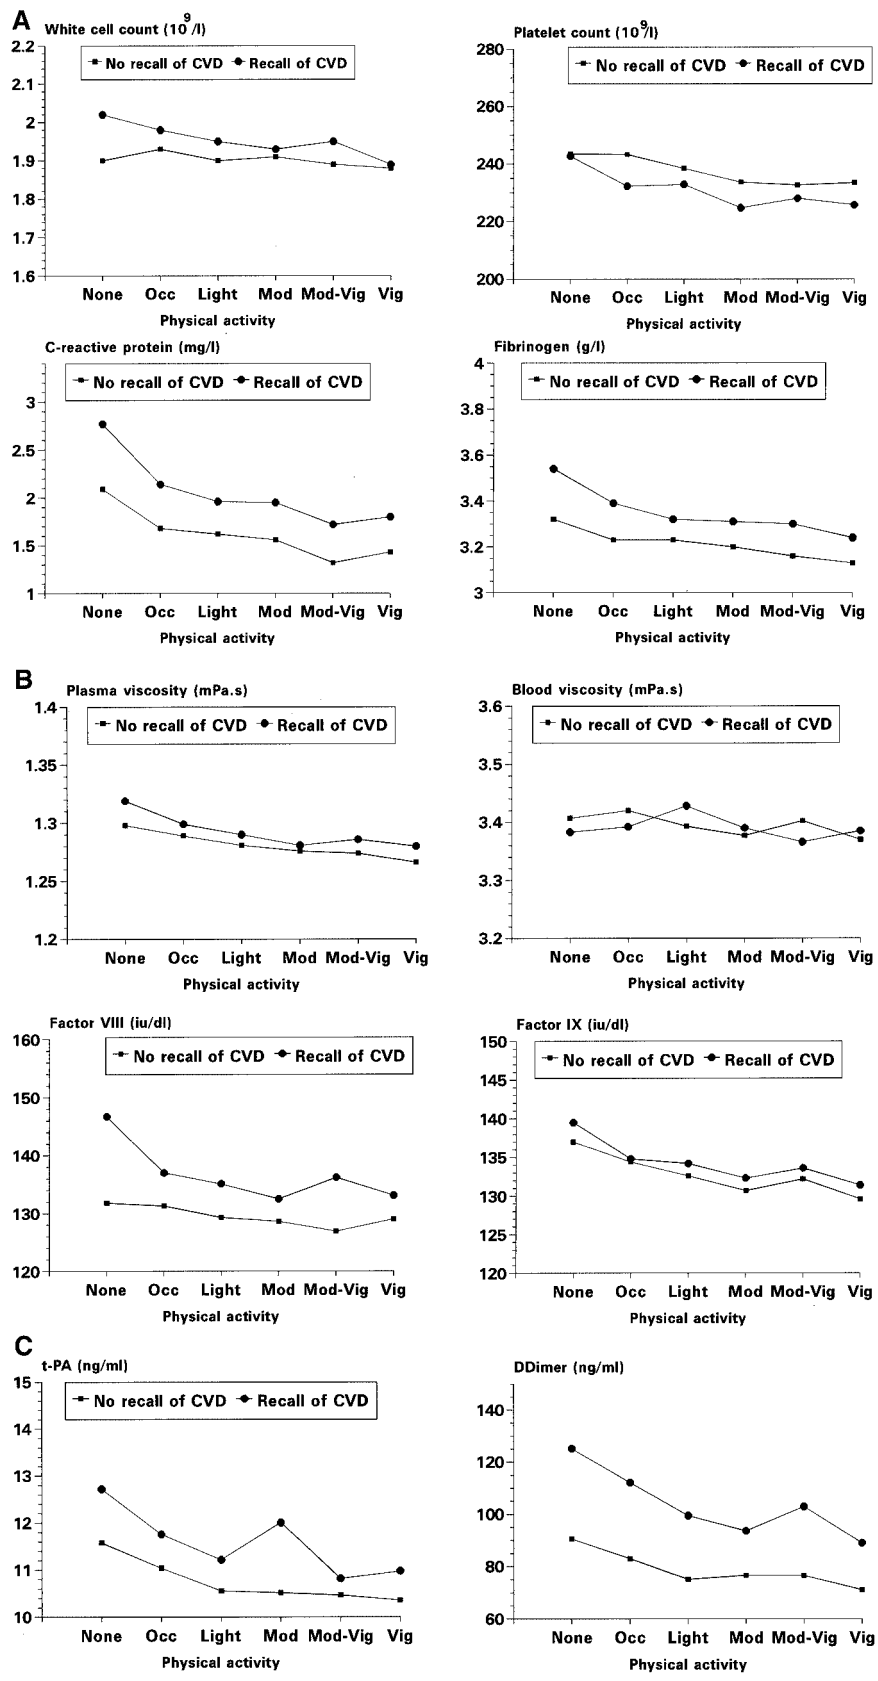 A
White cell count (10⁹/l)
No recall of CVD Recall of CVD
2.2
2.1
2
1.9
1.8
1.7
1.6
None Occ Light Mod Mod-Vig Vig
Physical activity
Platelet count (10⁹/l)
No recall of CVD Recall of CVD
280
260
240
220
200
None Occ Light Mod Mod-Vig Vig
Physical activity
C-reactive protein (mg/l)
No recall of CVD Recall of CVD
3
2.5
2
1.5
1
None Occ Light Mod Mod-Vig Vig
Physical activity
Fibrinogen (g/l)
No recall of CVD Recall of CVD
4
3.8
3.6
3.4
3.2
3
None Occ Light Mod Mod-Vig Vig
Physical activity
B
Plasma viscosity (mPa.s)
No recall of CVD Recall of CVD
1.4
1.35
1.3
1.25
1.2
None Occ Light Mod Mod-Vig Vig
Physical activity
Blood viscosity (mPa.s)
No recall of CVD Recall of CVD
3.6
3.5
3.4
3.3
3.2
None Occ Light Mod Mod-Vig Vig
Physical activity
Factor VIII (iu/dl)
No recall of CVD Recall of CVD
160
150
140
130
120
None Occ Light Mod Mod-Vig Vig
Physical activity
Factor IX (iu/dl)
No recall of CVD Recall of CVD
150
145
140
135
130
125
120
None Occ Light Mod Mod-Vig Vig
Physical activity
C
t-PA (ng/ml)
No recall of CVD Recall of CVD
15
14
13
12
11
10
None Occ Light Mod Mod-Vig Vig
Physical activity
DDimer (ng/ml)
140
120
100
80
60
None Occ Light Mod Mod-Vig Vig
Physical activity